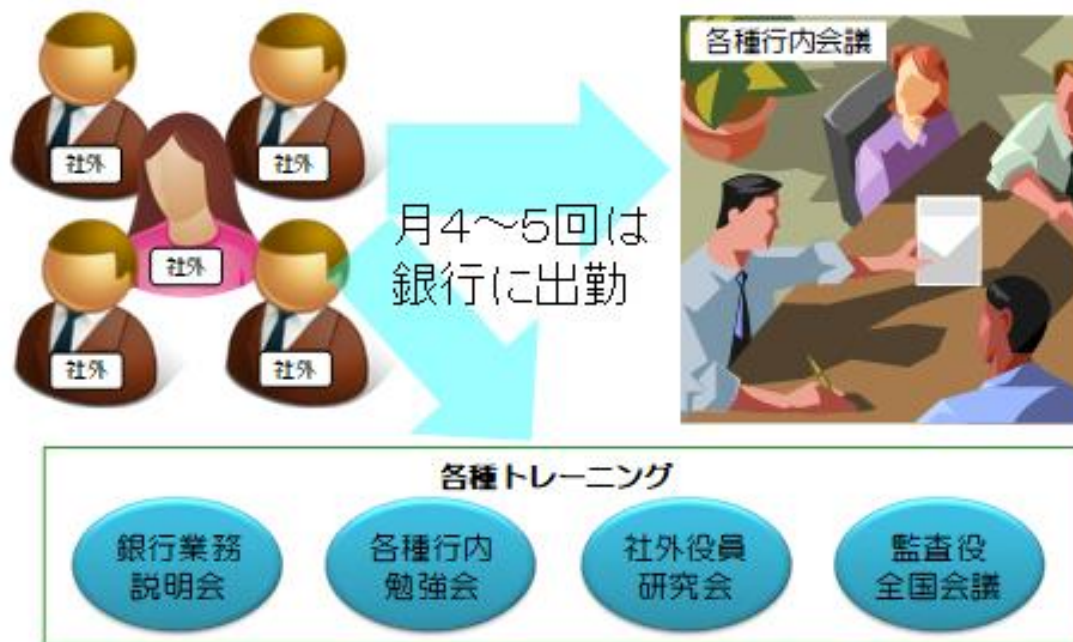 社外
社外
社外
社外
社外
月4～5回は
銀行に出勤
各種行内会議
各種トレーニング
銀行業務
説明会
各種行内
勉強会
社外役員
研究会
監査役
全国会議